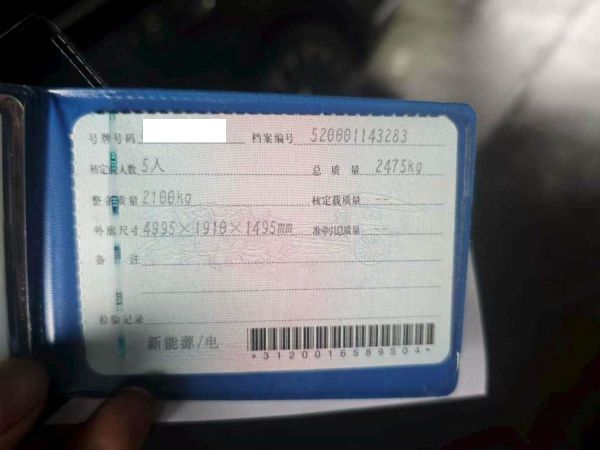 号牌号码 档案编号 520001143283
核定载人数 5人 总质量 2475kg
整备质量 2100kg 核定载质量 --
外廓尺寸 4995×1910×1495mm 准牵引总质量 --
备注
检验记录
新能源/电
*3120016589504*